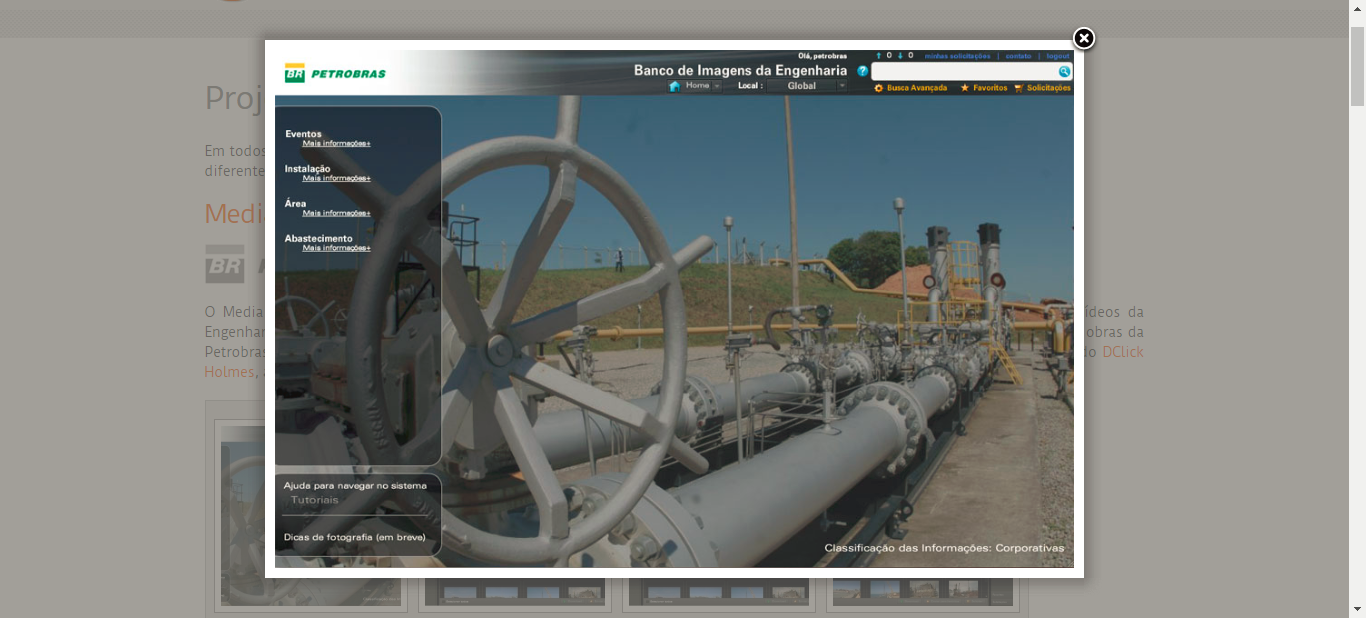 Proj
Em todos
diferente
Media
BR
O Media
ídeos da
Engenhar
obras da
Petrobras
do DClick
Holmes,
BR PETROBRAS
Olá, petrobras
0 0 minhas solicitações | contato | logout
Banco de Imagens da Engenharia
Home Local : Global
Busca Avançada Favoritos Solicitações
Eventos
Mais informações+
Instalação
Mais informações+
Área
Mais informações+
Abastecimento
Mais informações+
Ajuda para navegar no sistema
Tutoriais
Dicas de fotografia (em breve)
Classificação das Informações: Corporativas